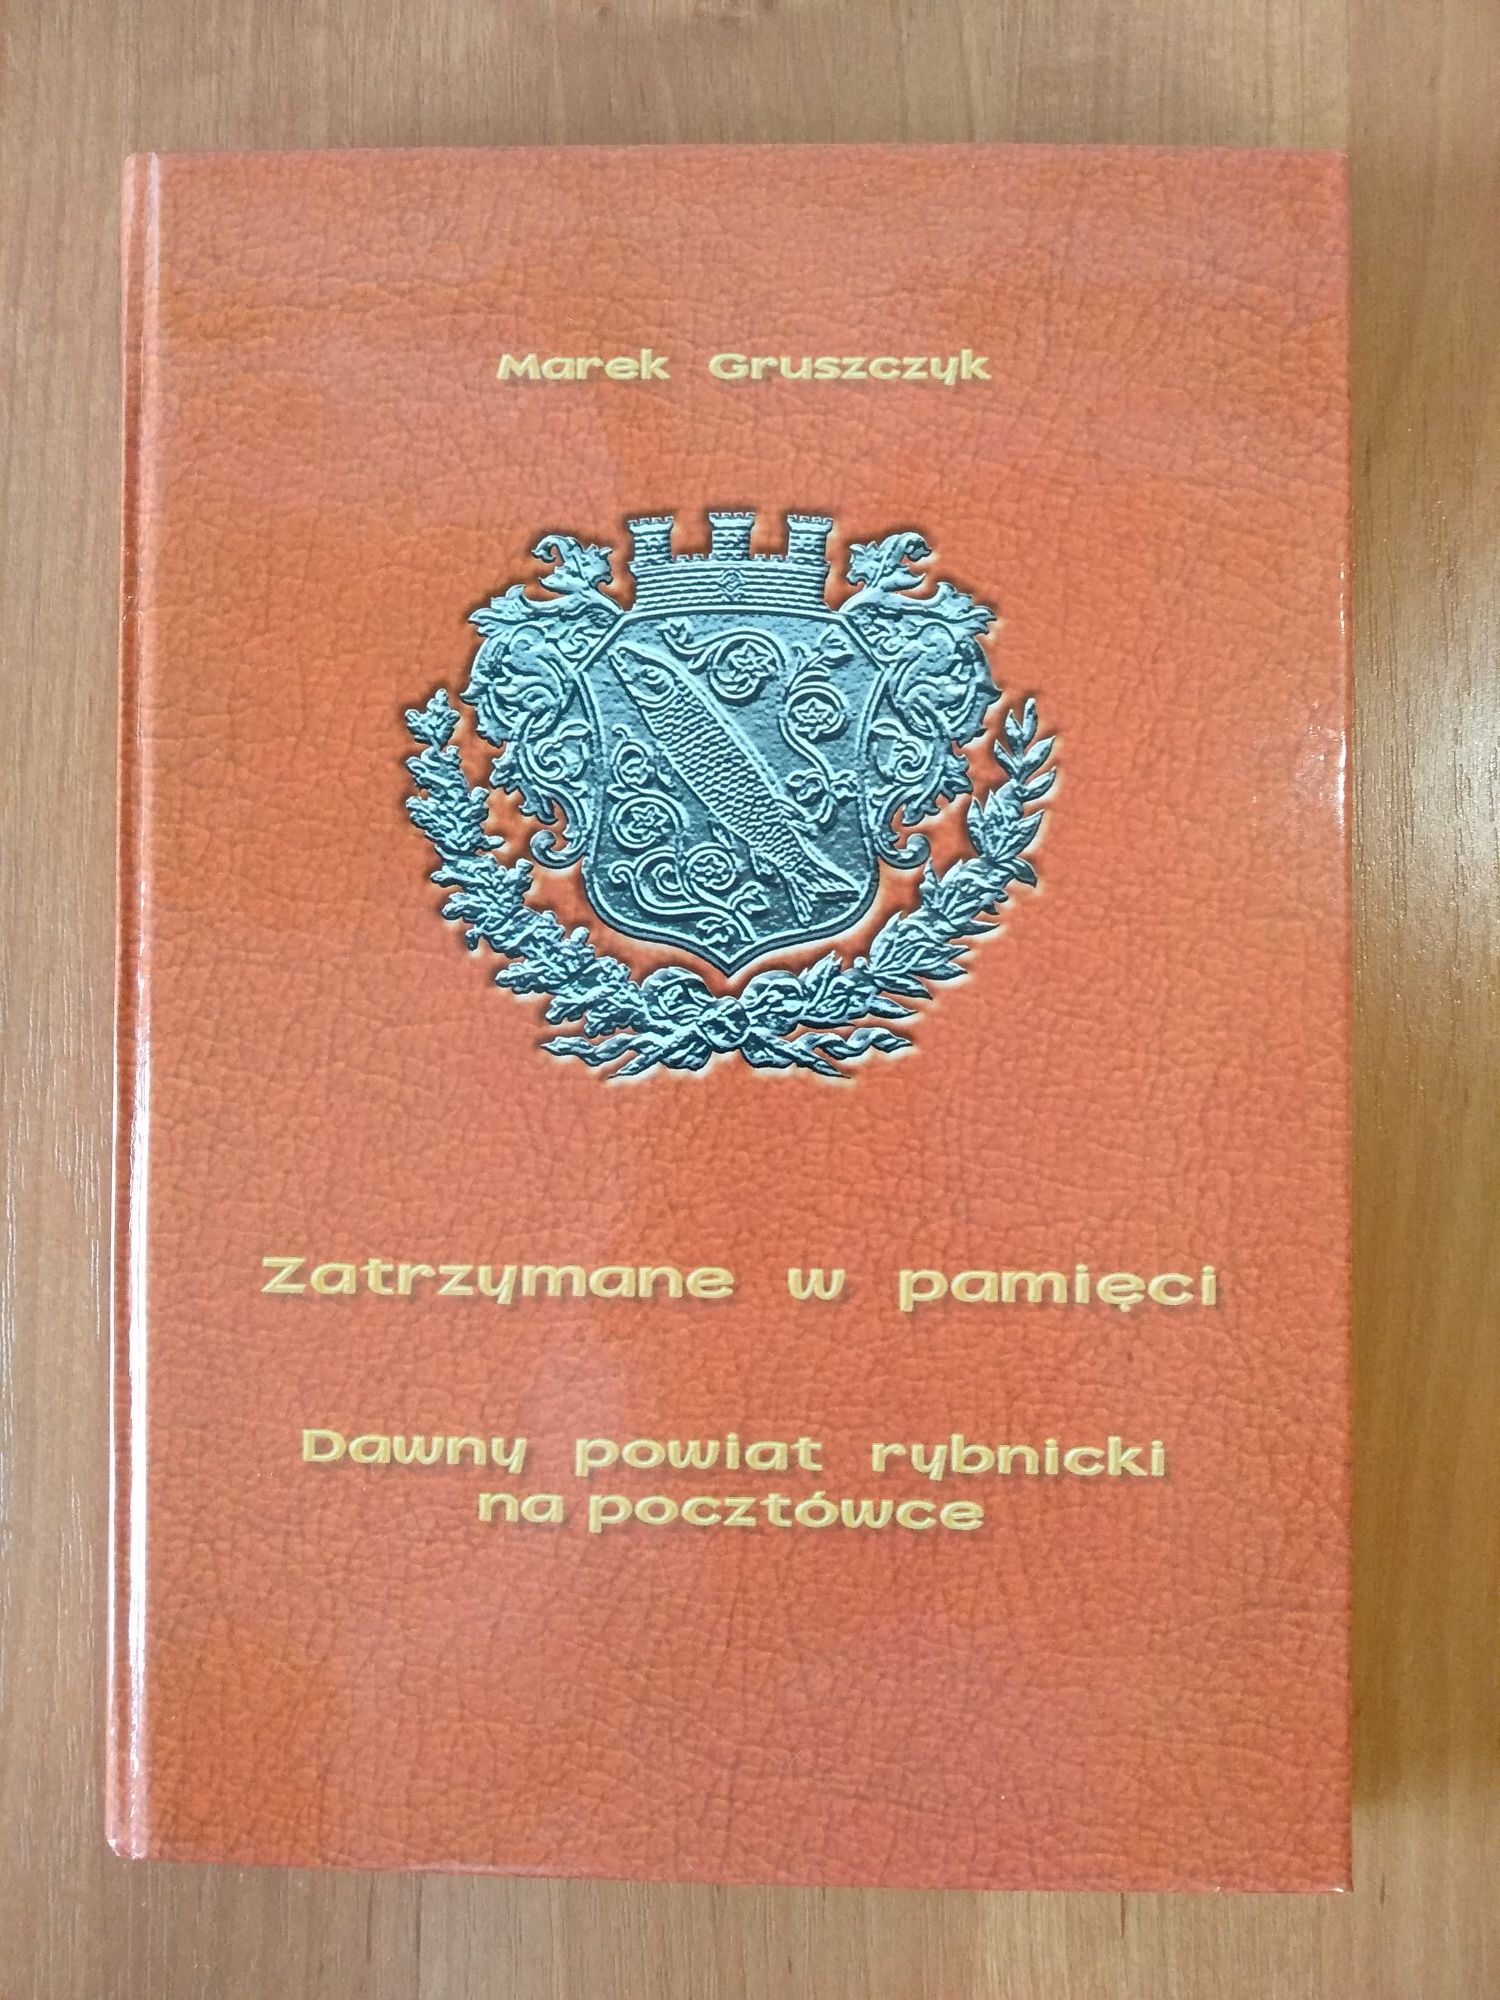 Marek Gruszczyk
Zatrzymane w pamięci
Dawny powiat rybnicki
na pocztówce